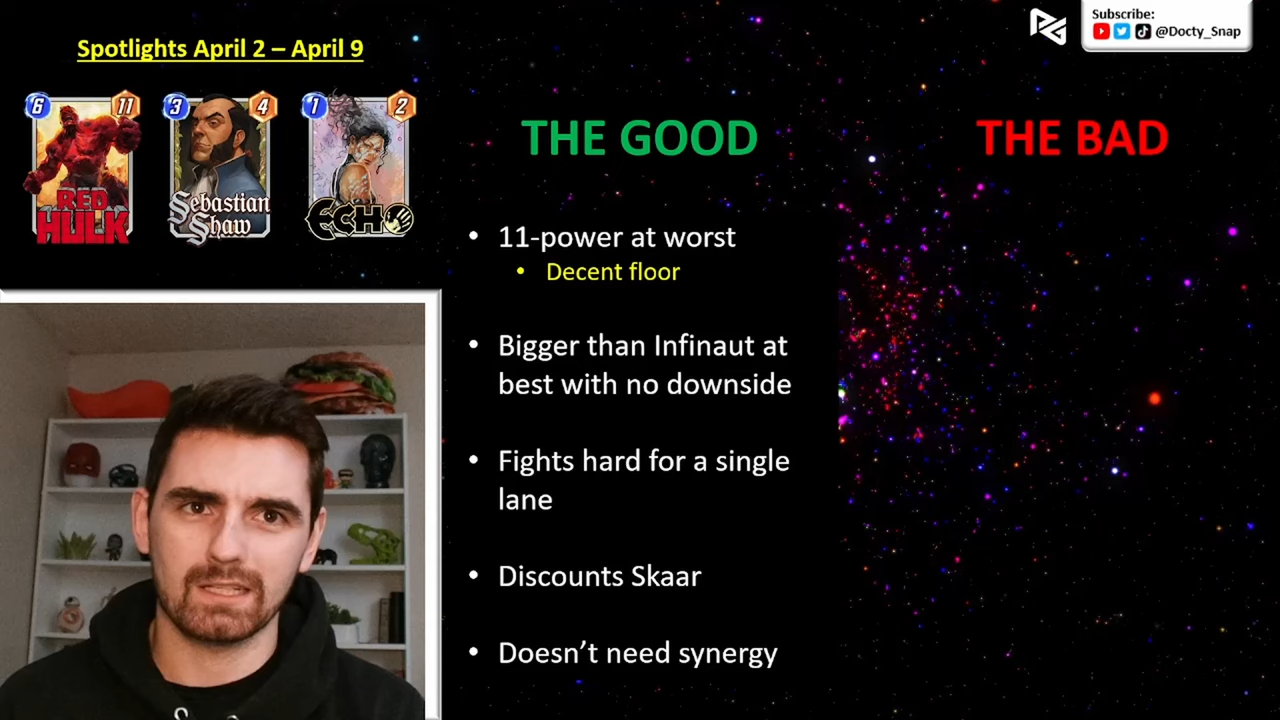 Spotlights April 2 – April 9
6
11
RED
HULK
3
4
Sebastian
Shaw
1
2
ECHO
Subscribe:
@Docty_Snap
THE GOOD
THE BAD
• 11-power at worst
• Decent floor
• Bigger than Infinaut at
best with no downside
• Fights hard for a single
lane
• Discounts Skaar
• Doesn’t need synergy